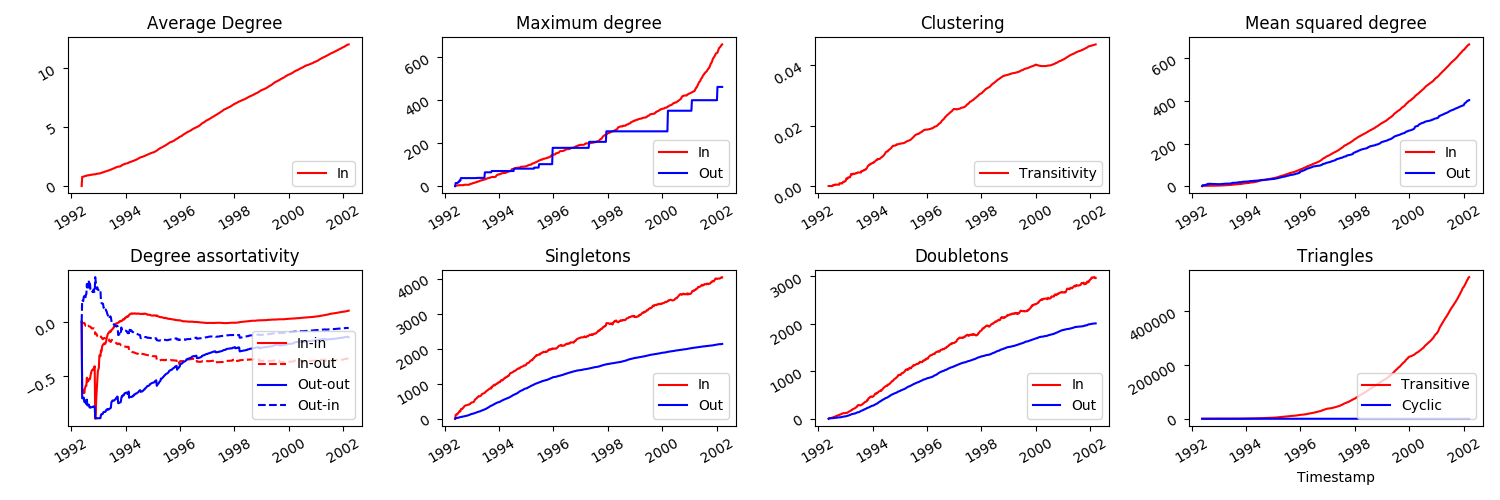 Average Degree
10
5
0
1992 1994 1996 1998 2000 2002
In
Maximum degree
600
400
200
0
1992 1994 1996 1998 2000 2002
In
Out
Clustering
0.04
0.02
0.00
1992 1994 1996 1998 2000 2002
Transitivity
Mean squared degree
600
400
200
0
1992 1994 1996 1998 2000 2002
In
Out
Degree assortativity
0.0
−0.5
1992 1994 1996 1998 2000 2002
In-in
In-out
Out-out
Out-in
Singletons
4000
3000
2000
1000
0
1992 1994 1996 1998 2000 2002
In
Out
Doubletons
3000
2000
1000
0
1992 1994 1996 1998 2000 2002
In
Out
Triangles
400000
200000
0
1992 1994 1996 1998 2000 2002
Transitive
Cyclic
Timestamp